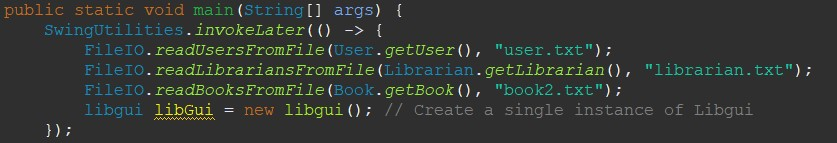 public static void main(String[] args) {
SwingUtilities.invokeLater(() -> {
FileIO.readUsersFromFile(User.getUser(), "user.txt");
FileIO.readLibrariansFromFile(Librarian.getLibrarian(), "librarian.txt");
FileIO.readBooksFromFile(Book.getBook(), "book2.txt");
libgui libGui = new libgui(); // Create a single instance of Libgui
});